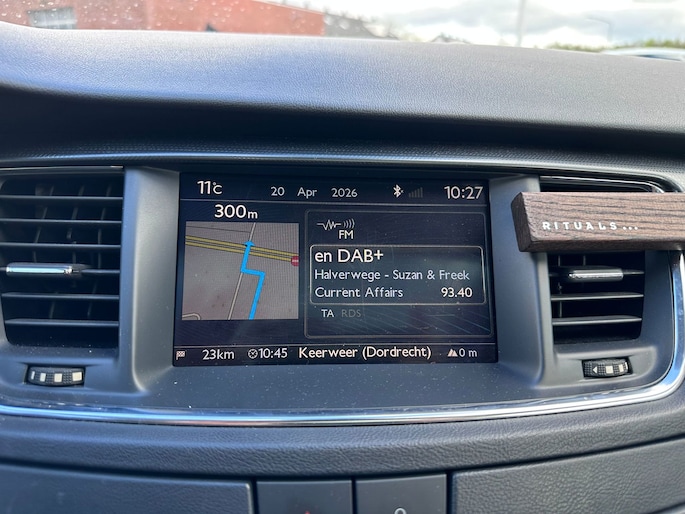 11°C 20 Apr 2026 10:27
300m
FM
en DAB+
Halverwege - Suzan & Freek
Current Affairs 93.40
TA RDS
23km 10:45 Keerweer (Dordrecht) 0 m
RITUALS...